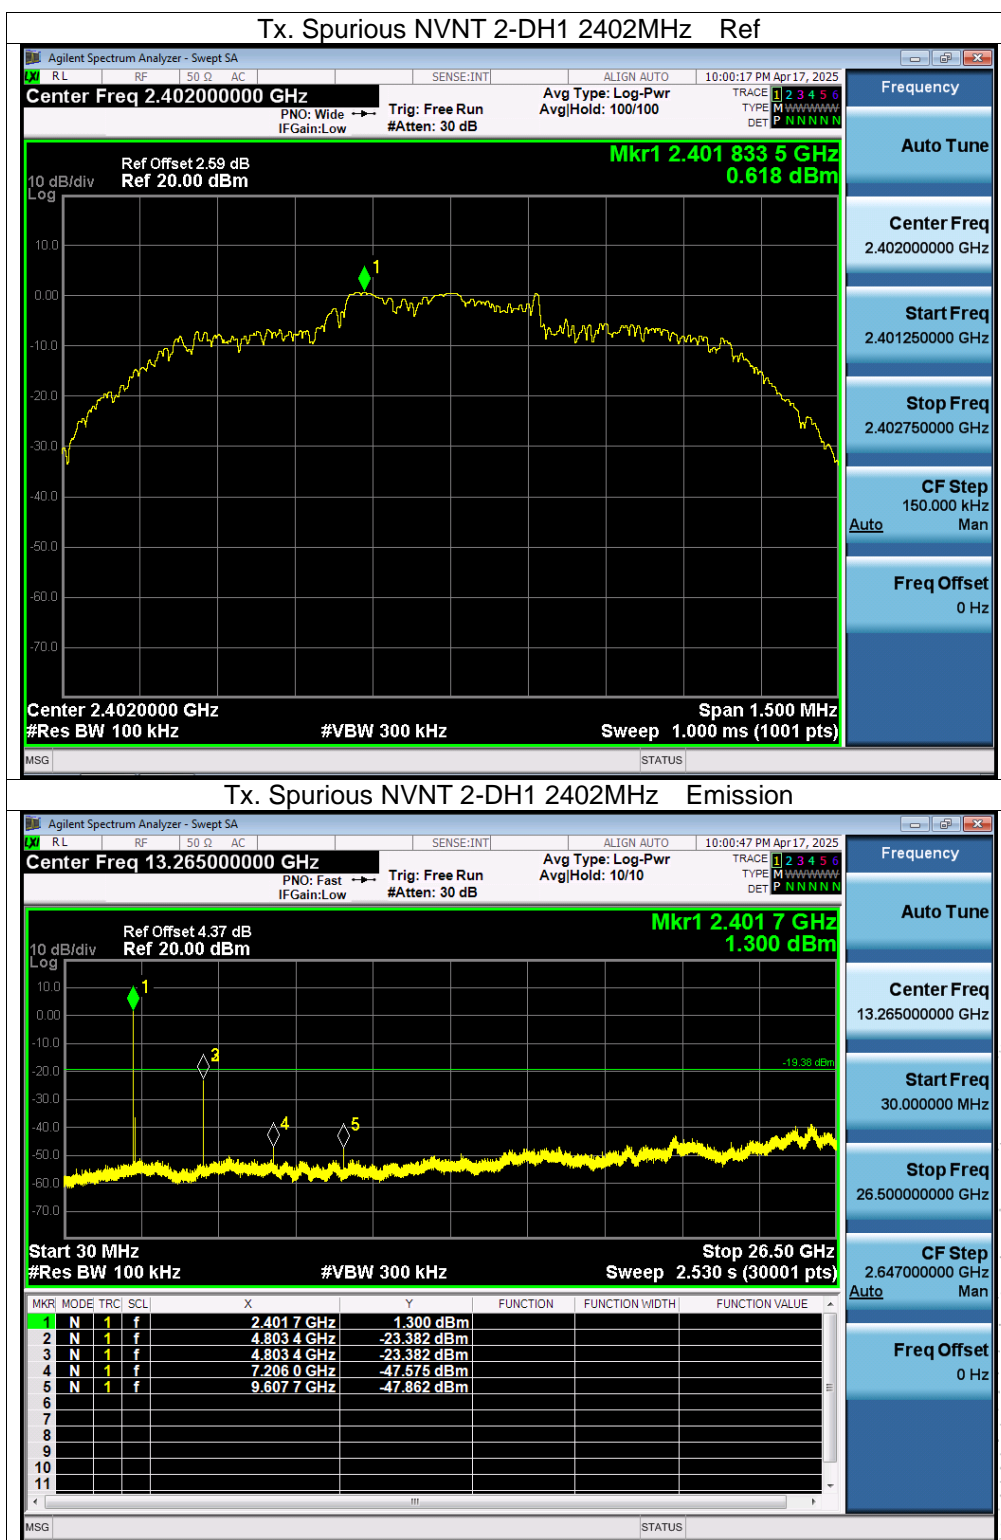 Tx. Spurious NVNT 2-DH1 2402MHz Ref
Agilent Spectrum Analyzer - Swept SA
LXI RL RF 50 Ω AC SENSE:INT ALIGN AUTO 10:00:17 PM Apr 17, 2025
Center Freq 2.402000000 GHz
PNO: Wide
IFGain:Low
Trig: Free Run
#Atten: 30 dB
Avg Type: Log-Pwr
Avg|Hold: 100/100
TRACE 1 2 3 4 5 6
TYPE M WWWWW
DET P N N N N N
Frequency
Auto Tune
Center Freq
2.402000000 GHz
Start Freq
2.401250000 GHz
Stop Freq
2.402750000 GHz
CF Step
150.000 kHz
Auto Man
Freq Offset
0 Hz
Mkr1 2.401 833 5 GHz
0.618 dBm
Ref Offset 2.59 dB
10 dB/div Ref 20.00 dBm
Log
1
10.0
0.00
-10.0
-20.0
-30.0
-40.0
-50.0
-60.0
-70.0
Center 2.4020000 GHz Span 1.500 MHz
#Res BW 100 kHz #VBW 300 kHz Sweep 1.000 ms (1001 pts)
MSG STATUS
Tx. Spurious NVNT 2-DH1 2402MHz Emission
Agilent Spectrum Analyzer - Swept SA
LXI RL RF 50 Ω AC SENSE:INT ALIGN AUTO 10:00:47 PM Apr 17, 2025
Center Freq 13.265000000 GHz
PNO: Fast
IFGain:Low
Trig: Free Run
#Atten: 30 dB
Avg Type: Log-Pwr
Avg|Hold: 10/10
TRACE 1 2 3 4 5 6
TYPE M WWWWW
DET P N N N N N
Frequency
Auto Tune
Center Freq
13.265000000 GHz
Start Freq
30.000000 MHz
Stop Freq
26.500000000 GHz
CF Step
2.647000000 GHz
Auto Man
Freq Offset
0 Hz
Mkr1 2.401 7 GHz
1.300 dBm
Ref Offset 4.37 dB
10 dB/div Ref 20.00 dBm
Log
10.0
0.00
-10.0
-20.0
-30.0
-40.0
-50.0
-60.0
-70.0
1
3
4
5
-19.38 dBm
Start 30 MHz Stop 26.50 GHz
#Res BW 100 kHz #VBW 300 kHz Sweep 2.530 s (30001 pts)
MKR MODE TRC SCL X Y FUNCTION FUNCTION WIDTH FUNCTION VALUE
1 N 1 f 2.401 7 GHz 1.300 dBm
2 N 1 f 4.803 4 GHz -23.382 dBm
3 N 1 f 4.803 4 GHz -23.382 dBm
4 N 1 f 7.206 0 GHz -47.575 dBm
5 N 1 f 9.607 7 GHz -47.862 dBm
6
7
8
9
10
11
MSG STATUS